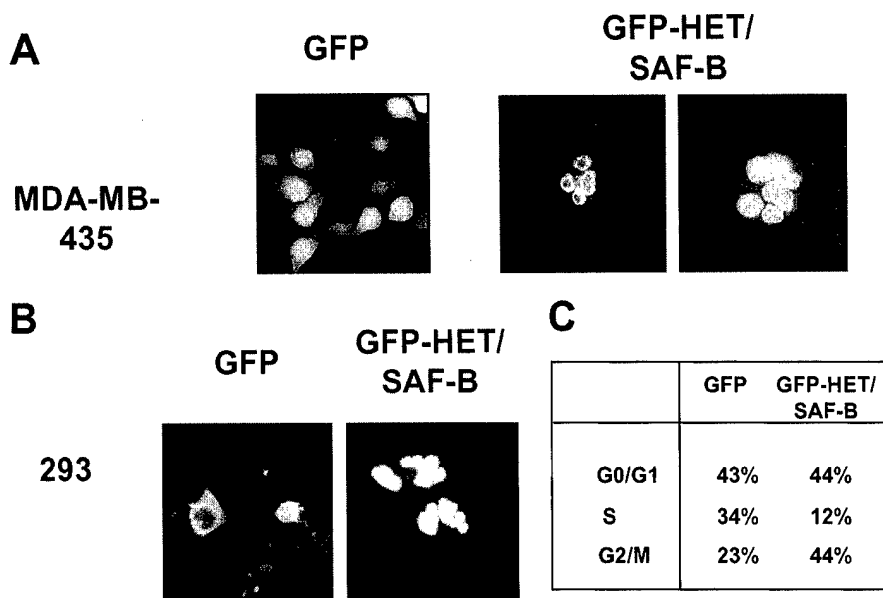 A
GFP
GFP-HET/
SAF-B
MDA-MB-
435
B
GFP
GFP-HET/
SAF-B
293
C
GFP GFP-HET/
SAF-B
G0/G1 43% 44%
S 34% 12%
G2/M 23% 44%